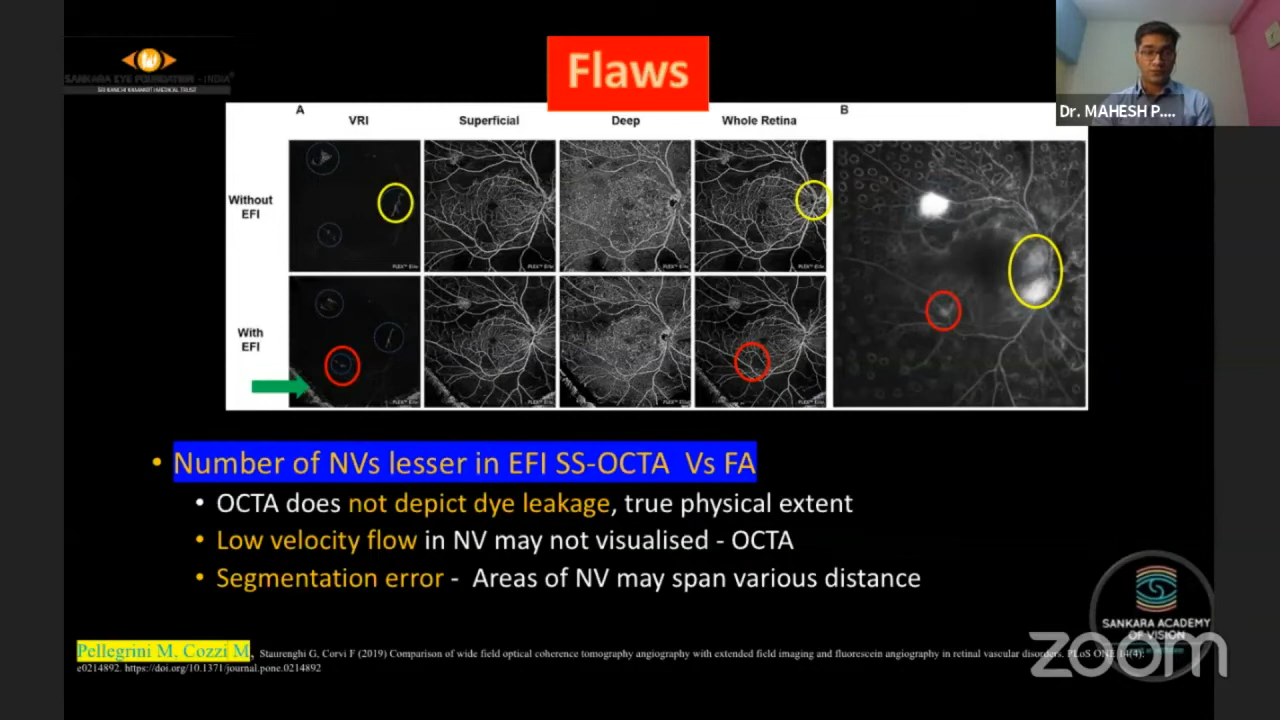 SANKARA EYE FOUNDATION - INDIA
SRI KANCHI KAMAKOTI MEDICAL TRUST
Flaws
Dr. MAHESH P....
A
VRI
Superficial
Deep
Whole Retina
B
Without
EFI
With
EFI
• Number of NVs lesser in EFI SS-OCTA Vs FA
• OCTA does not depict dye leakage, true physical extent
• Low velocity flow in NV may not visualised - OCTA
• Segmentation error - Areas of NV may span various distance
Pellegrini M, Cozzi M, Staurenghi G, Corvi F (2019) Comparison of wide field optical coherence tomography angiography with extended field imaging and fluorescein angiography in retinal vascular disorders. PLoS ONE 14(4):
e0214892. https://doi.org/10.1371/journal.pone.0214892
SANKARA ACADEMY
OF VISION
zoom